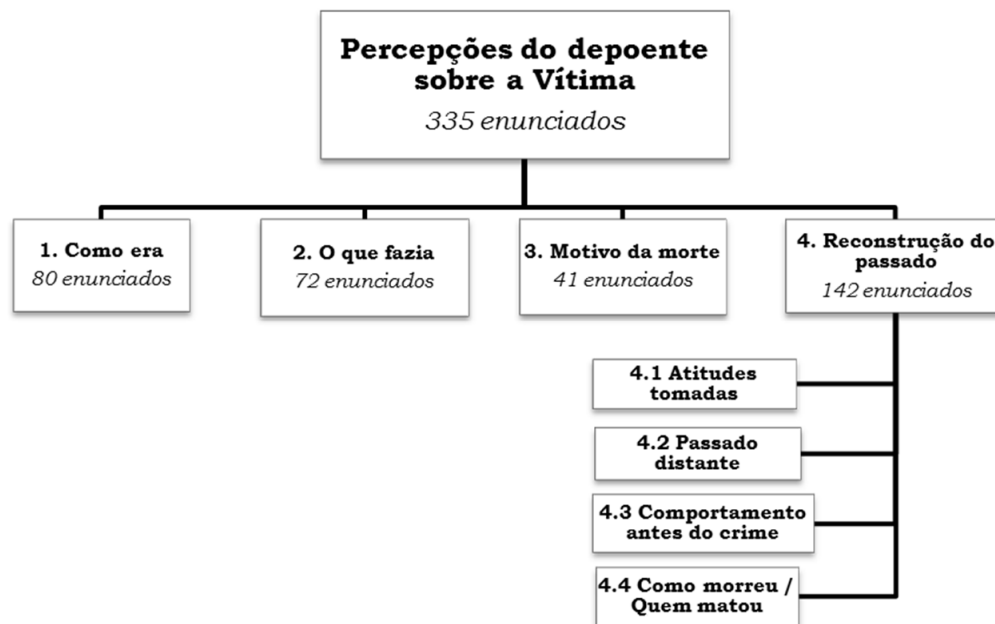 Percepções do depoente
sobre a Vítima
335 enunciados
1. Como era
80 enunciados
2. O que fazia
72 enunciados
3. Motivo da morte
41 enunciados
4. Reconstrução do
passado
142 enunciados
4.1 Atitudes
tomadas
4.2 Passado
distante
4.3 Comportamento
antes do crime
4.4 Como morreu /
Quem matou